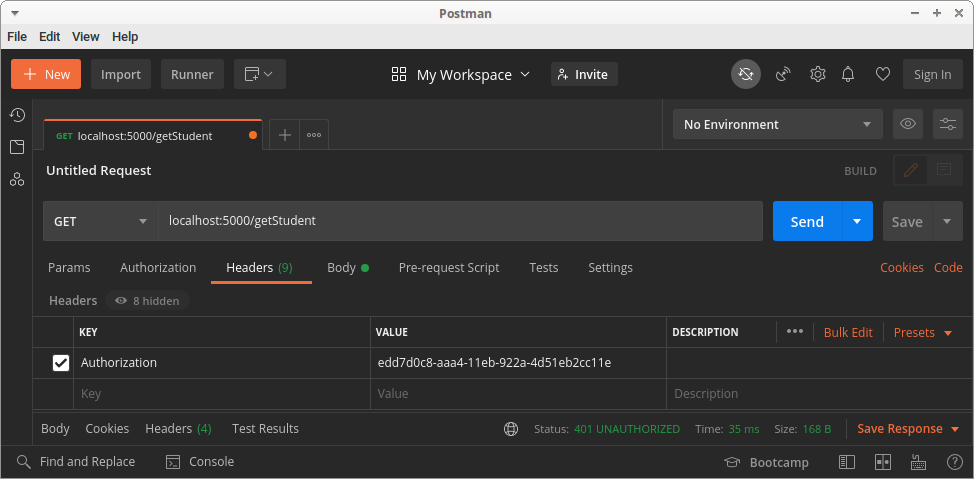 Postman
File Edit View Help
+ New Import Runner My Workspace Invite Sign In
GET localhost:5000/getStudent No Environment
Untitled Request BUILD
GET localhost:5000/getStudent Send Save
Params Authorization Headers (9) Body Pre-request Script Tests Settings Cookies Code
Headers 8 hidden
KEY VALUE DESCRIPTION ••• Bulk Edit Presets
Authorization edd7d0c8-aaa4-11eb-922a-4d51eb2cc11e
Key Value Description
Body Cookies Headers (4) Test Results Status: 401 UNAUTHORIZED Time: 35 ms Size: 168 B Save Response
Find and Replace Console Bootcamp